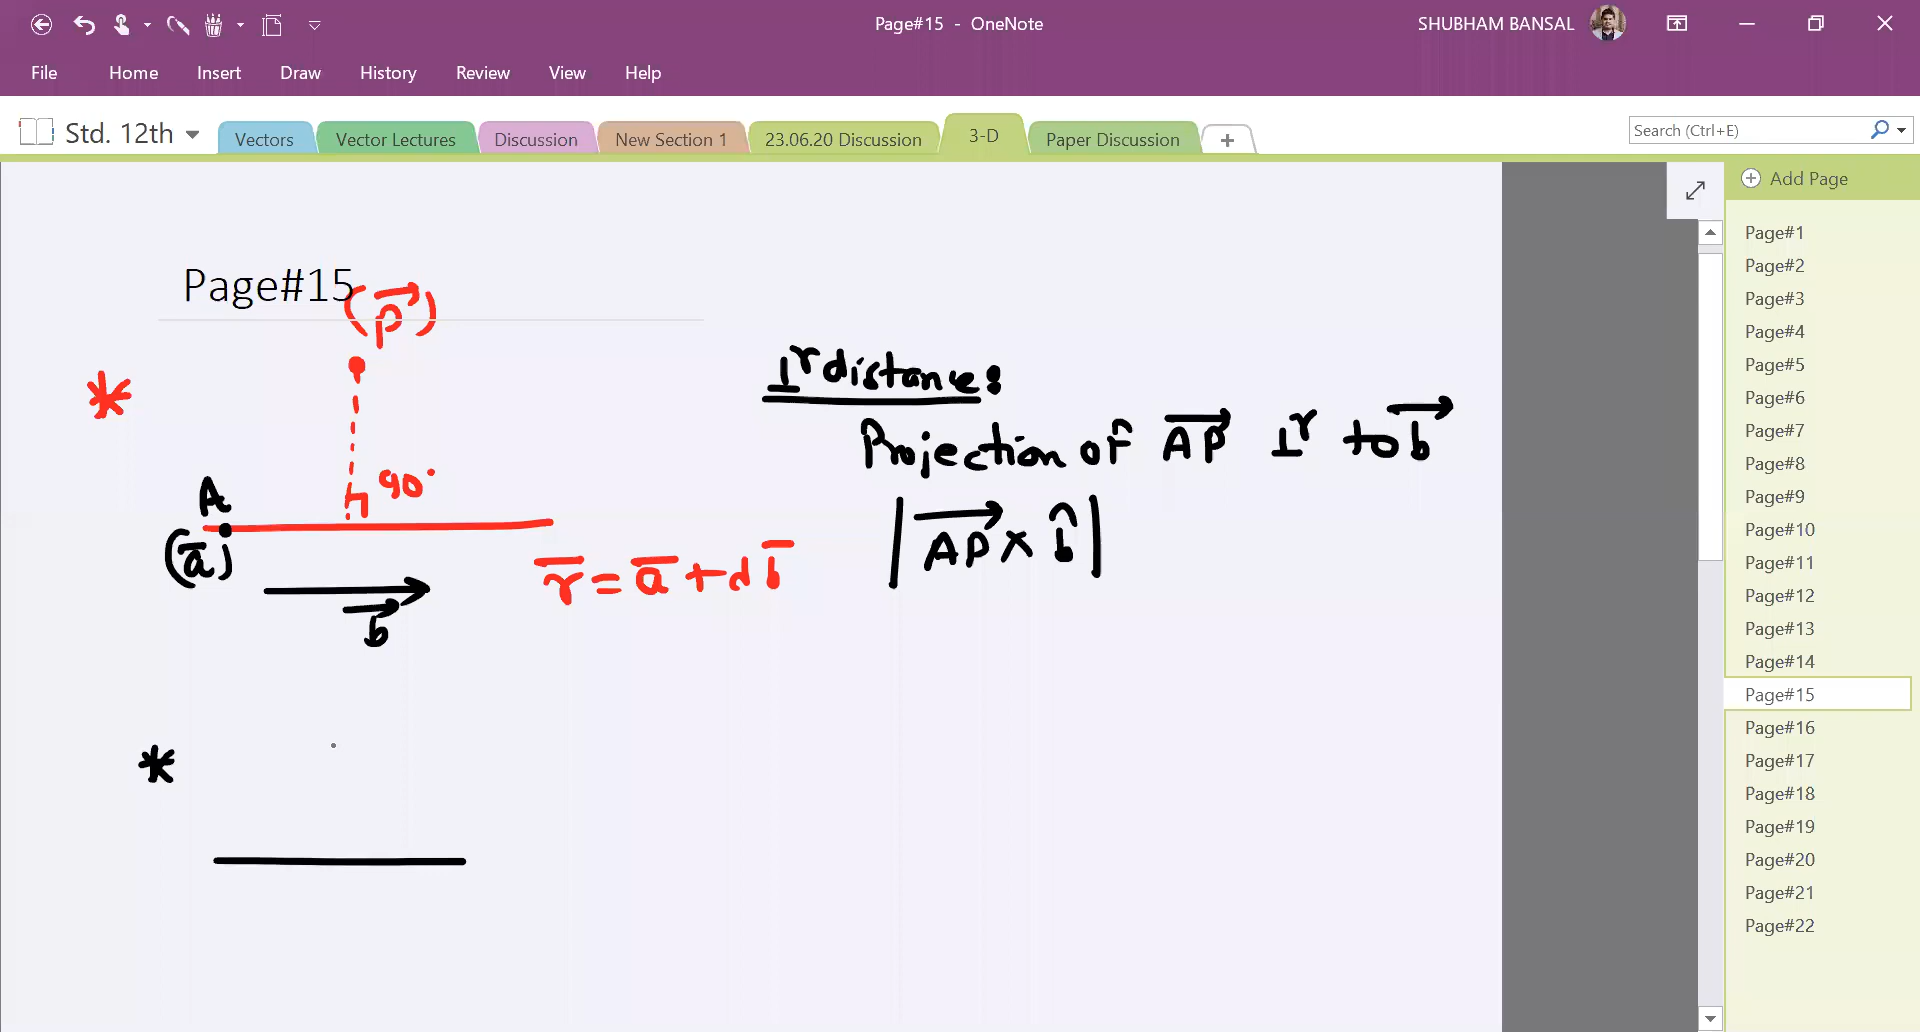 Page#15 - OneNote
SHUBHAM BANSAL
File Home Insert Draw History Review View Help
Std. 12th
Vectors
Vector Lectures
Discussion
New Section 1
23.06.20 Discussion
3-D
Paper Discussion
+
Search (Ctrl+E)
Add Page
Page#1
Page#2
Page#3
Page#4
Page#5
Page#6
Page#7
Page#8
Page#9
Page#10
Page#11
Page#12
Page#13
Page#14
Page#15
Page#16
Page#17
Page#18
Page#19
Page#20
Page#21
Page#22
Page#15
(p⃗)
*
90°
A
(a̅)
b⃗
r̅ = a̅ + λb̅
⊥r distance:
Projection of A͞P⃗ ⊥r to b⃗
|A͞P⃗ × b̂|
*